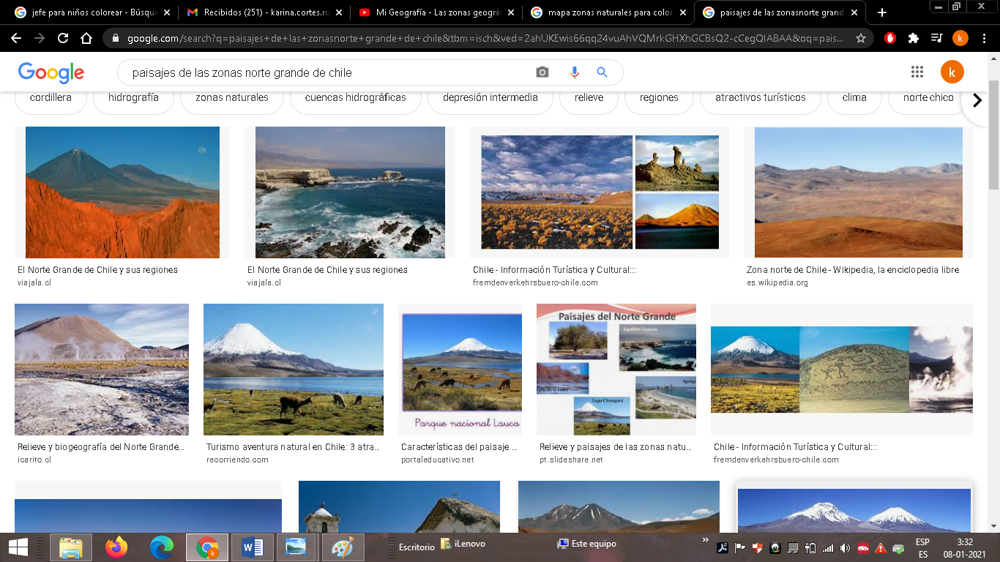 jefe para niños colorear - Búsque
Recibidos (251) - karina.cortes.ro
Mi Geografía - Las zonas geográf
mapa zonas naturales para color
paisajes de las zonasnorte grand
google.com/search?q=paisajes+de+las+zonasnorte+grande+de+chile&tbm=isch&ved=2ahUKEwis66qq24vuAhVQMrkGHXhGCBsQ2-cCegQIABAA&oq=pais...
k
Google
paisajes de las zonas norte grande de chile
k
cordillera
hidrografía
zonas naturales
cuencas hidrográficas
depresión intermedia
relieve
regiones
atractivos turísticos
clima
norte chico
El Norte Grande de Chile y sus regiones
viajala.cl
El Norte Grande de Chile y sus regiones
viajala.cl
Chile - Información Turística y Cultural:::
fremdenverkehrsbuero-chile.com
Zona norte de Chile - Wikipedia, la enciclopedia libre
es.wikipedia.org
Parque nacional Lauca
Paisajes del Norte Grande
Farellón Costero
Tamarugo
Valle de la Luna
Iquique
Lago Chungará
Relieve y biogeografía del Norte Grande...
icarito.cl
Turismo aventura natural en Chile: 3 atra...
recorriendo.com
Características del paisaje ...
portaleducativo.net
Relieve y paisajes de las zonas natu...
pt.slideshare.net
Chile - Información Turística y Cultural:::
fremdenverkehrsbuero-chile.com
Escritorio
iLenovo
Este equipo
»
ESP
ES
3:32
08-01-2021